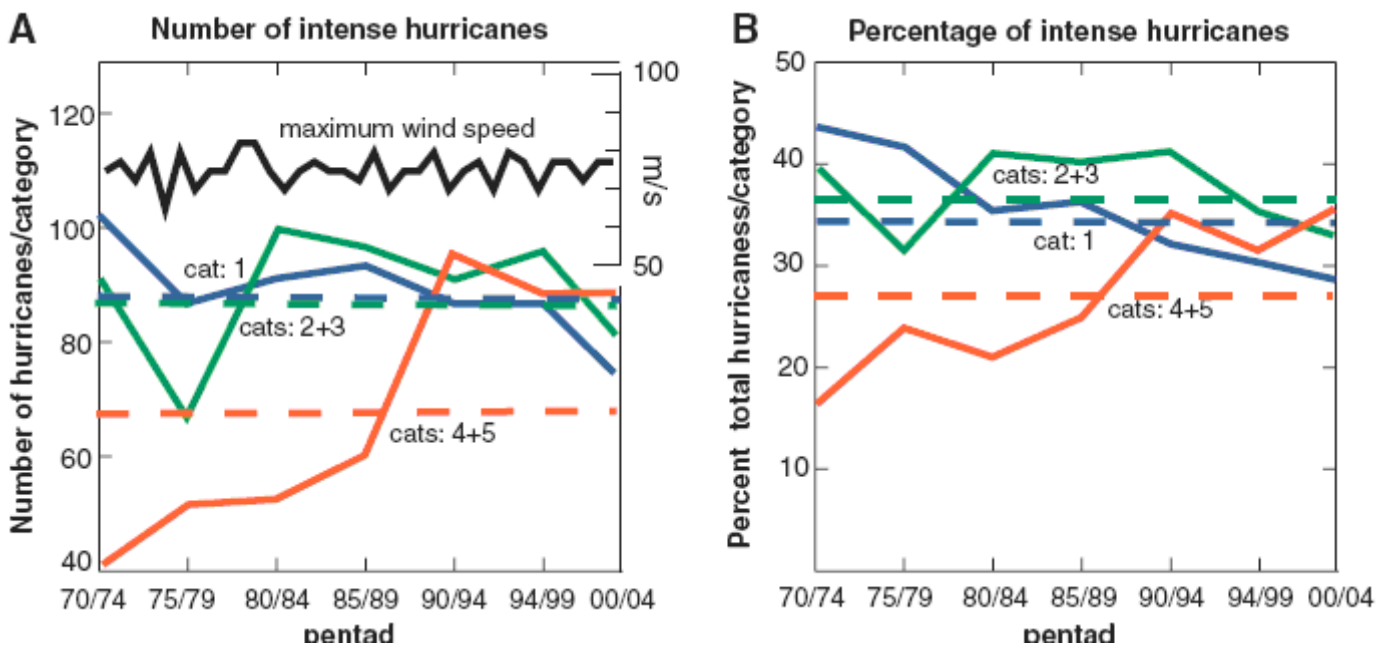 A
Number of intense hurricanes
Number of hurricanes/category
120
100
80
60
40
100
50
m/s
maximum wind speed
cat: 1
cats: 2+3
cats: 4+5
70/74 75/79 80/84 85/89 90/94 94/99 00/04
pentad
B
Percentage of intense hurricanes
Percent total hurricaness/category
50
40
30
20
10
cats: 2+3
cat: 1
cats: 4+5
70/74 75/79 80/84 85/89 90/94 94/99 00/04
pentad